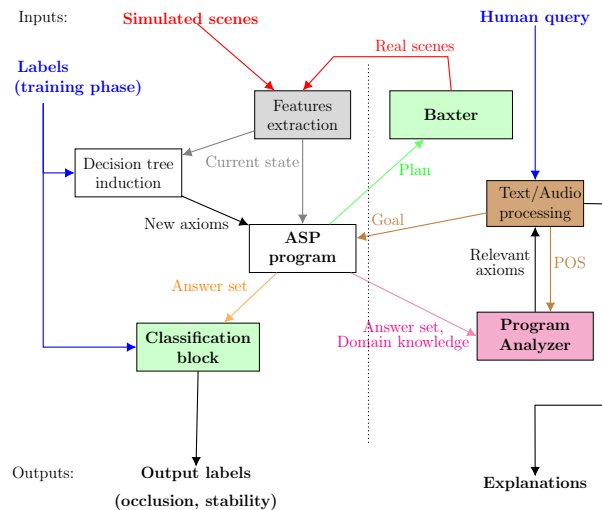 Inputs:
Simulated scenes
Human query
Real scenes
Labels
(training phase)
Features
extraction
Baxter
Current state
Decision tree
induction
Plan
Text/Audio
processing
New axioms
ASP
program
Goal
Relevant
axioms
POS
Answer set
Classification
block
Answer set,
Domain knowledge
Program
Analyzer
Outputs:
Output labels
(occlusion, stability)
Explanations